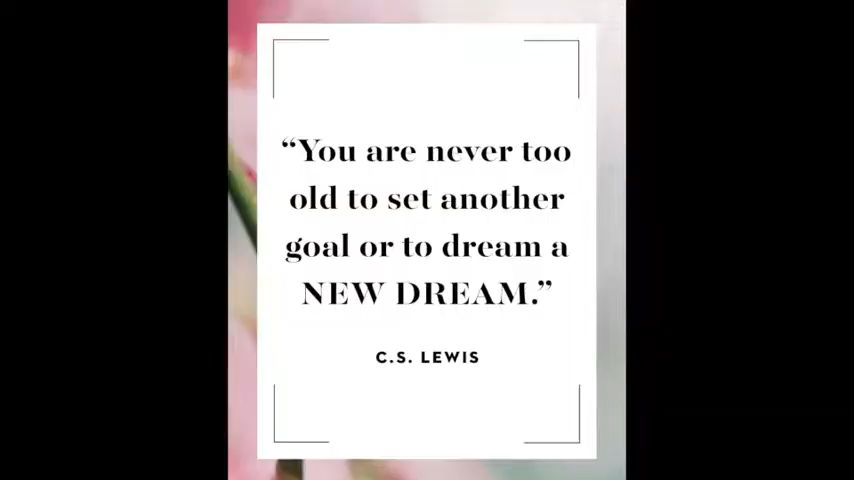 “You are never too
old to set another
goal or to dream a
NEW DREAM.”
C.S. LEWIS